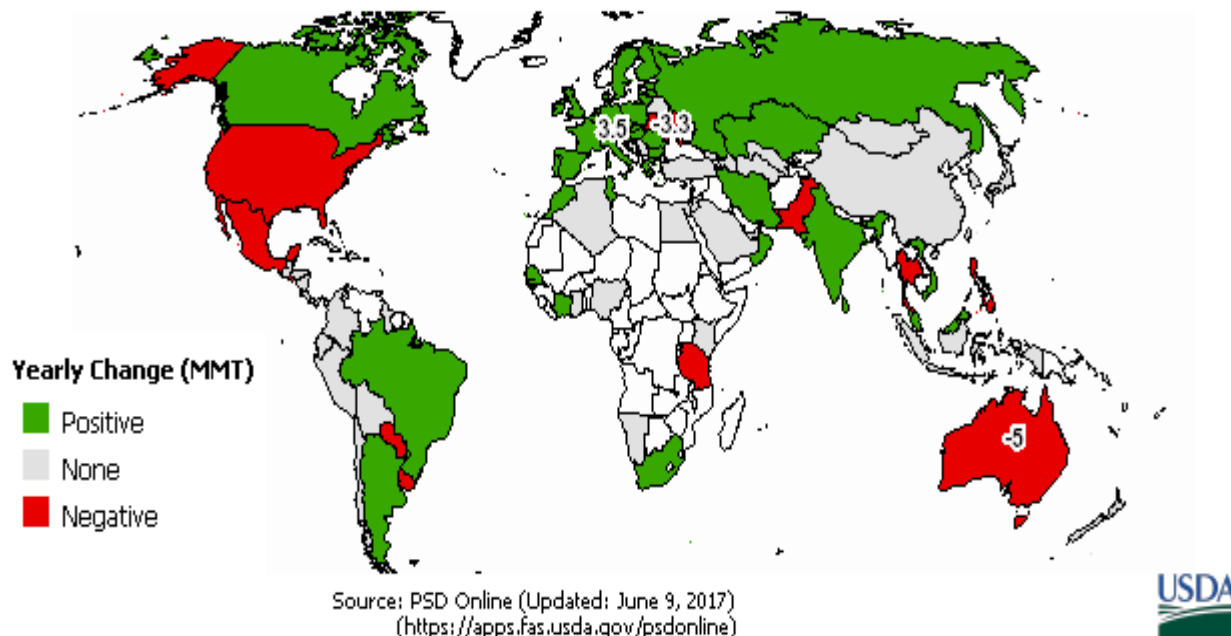 3.5
-3.3
-5
Yearly Change (MMT)
Positive
None
Negative
Source: PSD Online (Updated: June 9, 2017)
(https://apps.fas.usda.gov/psdonline)
USDA